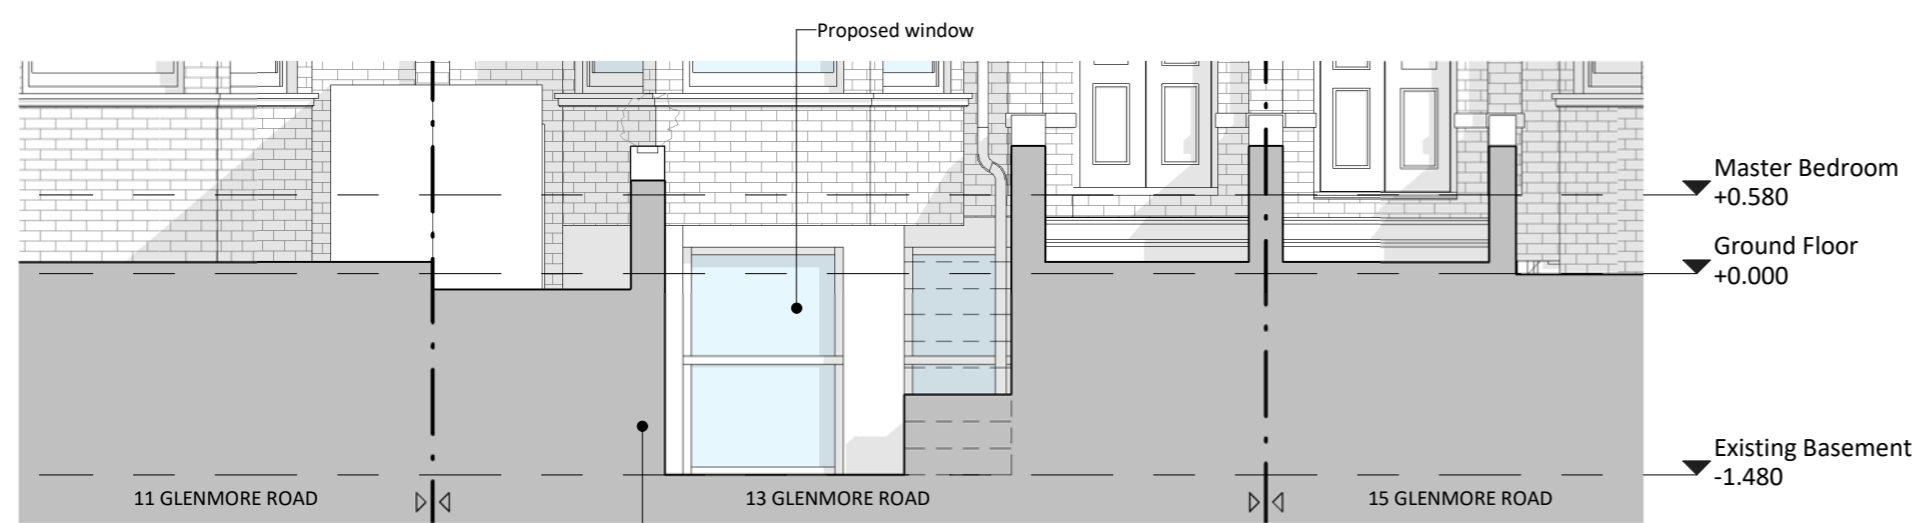 Proposed window
Master Bedroom
+0.580
Ground Floor
+0.000
Existing Basement
-1.480
11 GLENMORE ROAD
13 GLENMORE ROAD
15 GLENMORE ROAD